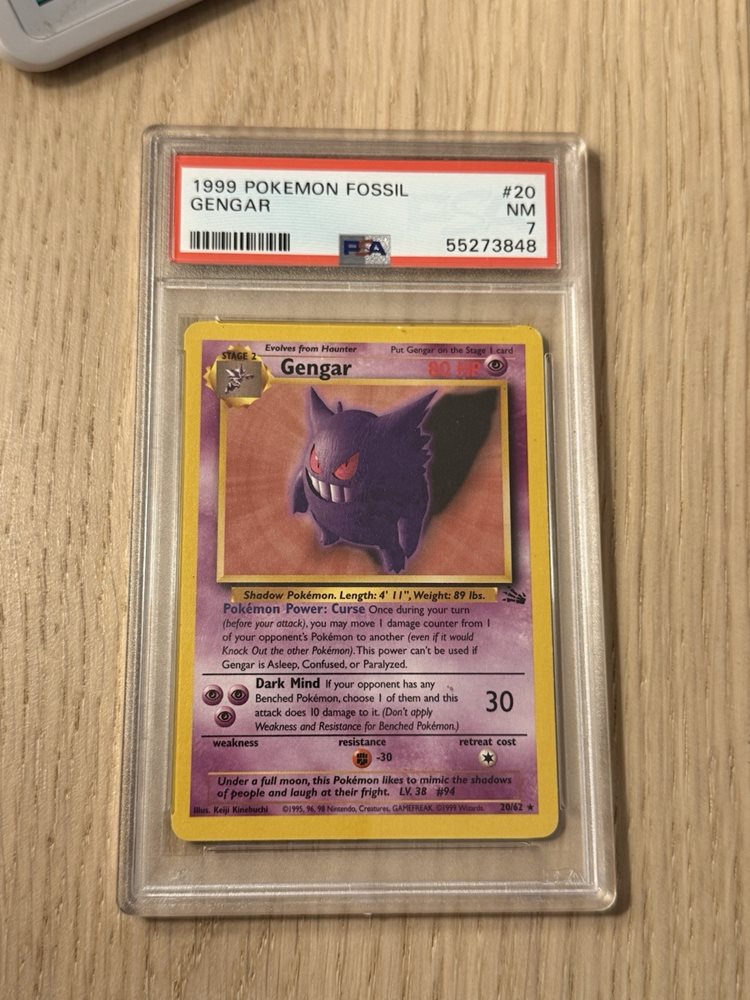 1999 POKEMON FOSSIL #20
GENGAR NM
7
PSA 55273848
STAGE 2 Evolves from Haunter Put Gengar on the Stage 1 card
Gengar 80 HP
Shadow Pokémon. Length: 4' 11", Weight: 89 lbs.
Pokémon Power: Curse Once during your turn
(before your attack), you may move 1 damage counter from 1
of your opponent's Pokémon to another (even if it would
Knock Out the other Pokémon). This power can't be used if
Gengar is Asleep, Confused, or Paralyzed.
Dark Mind If your opponent has any
Benched Pokémon, choose 1 of them and this
attack does 10 damage to it. (Don't apply
Weakness and Resistance for Benched Pokémon.)
30
weakness resistance retreat cost
-30
Under a full moon, this Pokémon likes to mimic the shadows
of people and laugh at their fright. LV. 38 #94
Illus. Keiji Kinebuchi ©1995, 96, 98 Nintendo, Creatures, GAMEFREAK. ©1999 Wizards. 20/62 ★